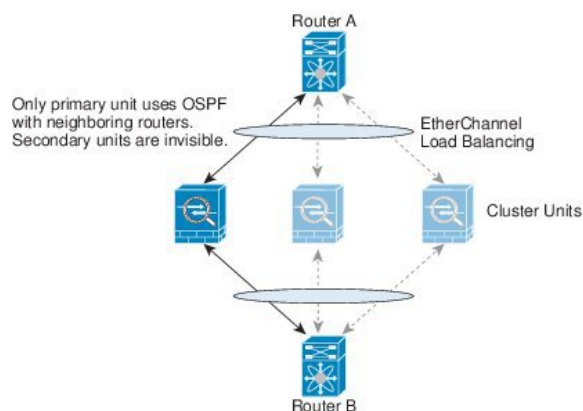 Router A
Only primary unit uses OSPF
with neighboring routers.
Secondary units are invisible.
EtherChannel
Load Balancing
Cluster Units
Router B